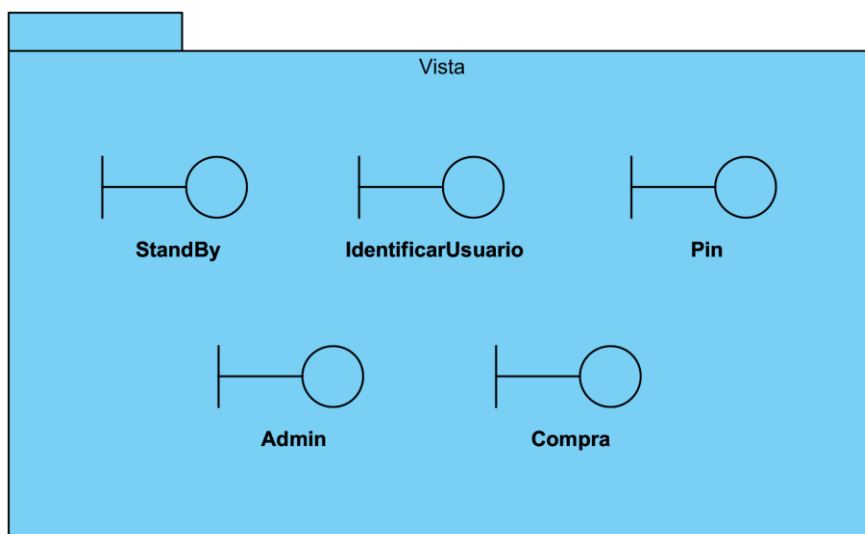 Vista
StandBy
IdentificarUsuario
Pin
Admin
Compra